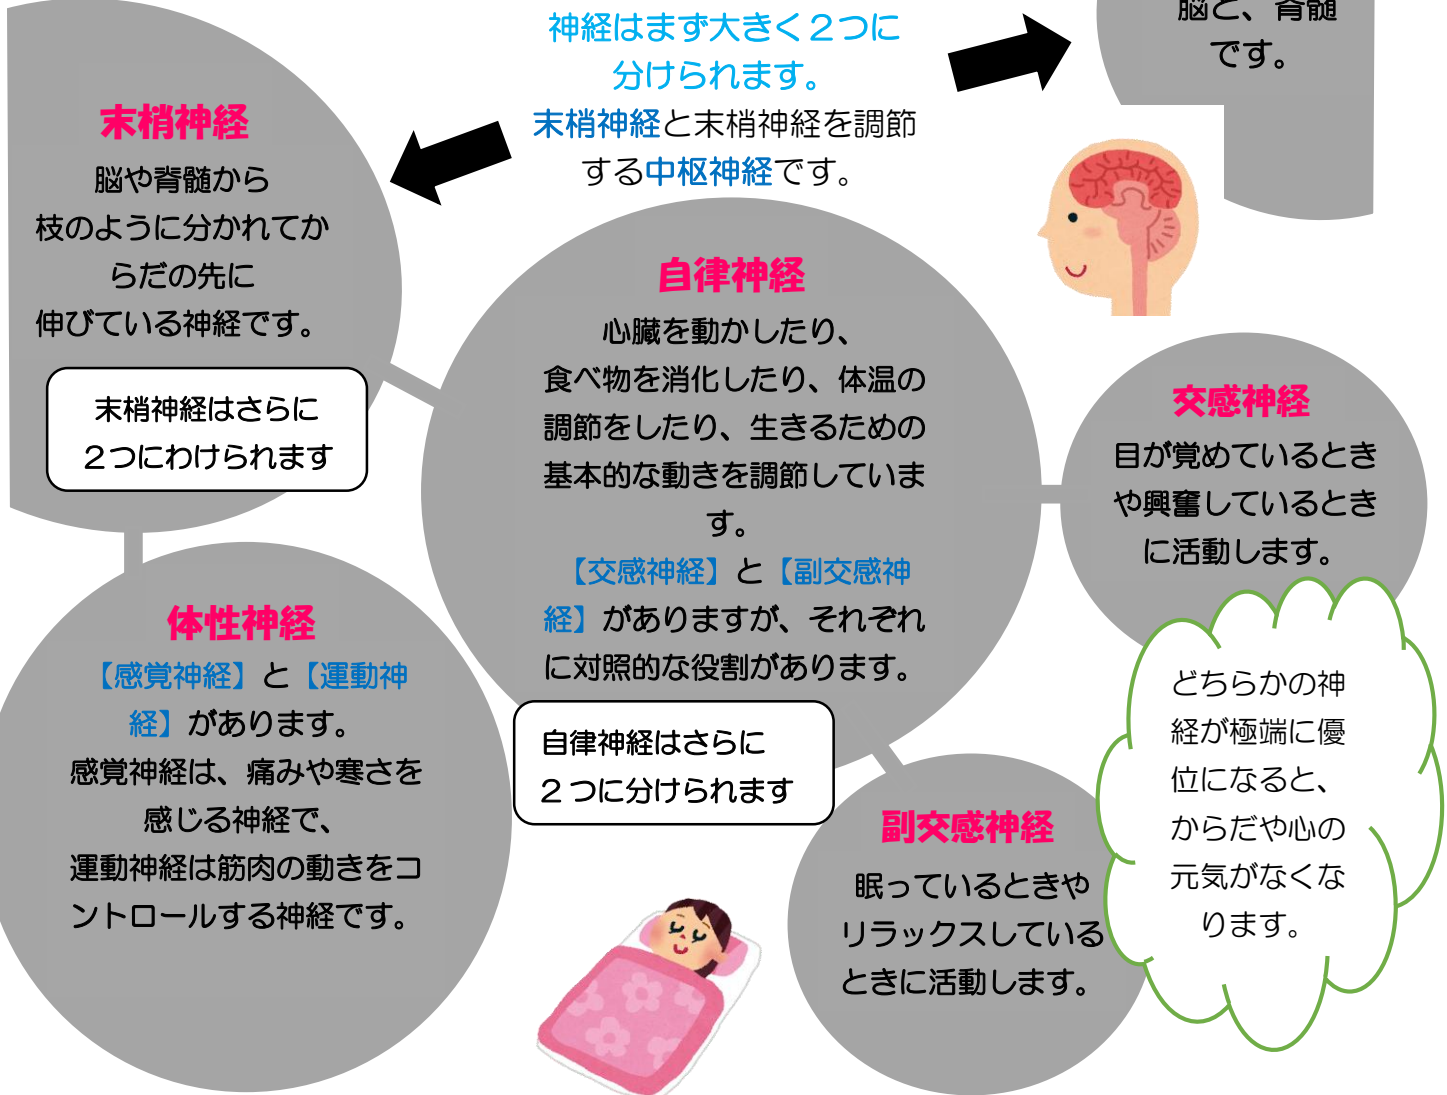 神経はまず大きく２つに
分けられます。
末梢神経と末梢神経を調節
する中枢神経です。
脳と、脊髄
です。
末梢神経
脳や脊髄から
枝のように分かれてか
らだの先に
伸びている神経です。
末梢神経はさらに
２つにわけられます
自律神経
心臓を動かしたり、
食べ物を消化したり、体温の
調節をしたり、生きるための
基本的な動きを調節していま
す。
【交感神経】と【副交感神
経】がありますが、それぞれ
に対照的な役割があります。
自律神経はさらに
２つに分けられます
体性神経
【感覚神経】と【運動神
経】があります。
感覚神経は、痛みや寒さを
感じる神経で、
運動神経は筋肉の動きをコ
ントロールする神経です。
交感神経
目が覚めているとき
や興奮しているとき
に活動します。
副交感神経
眠っているときや
リラックスしている
ときに活動します。
どちらかの神
経が極端に優
位になると、
からだや心の
元気がなくな
ります。